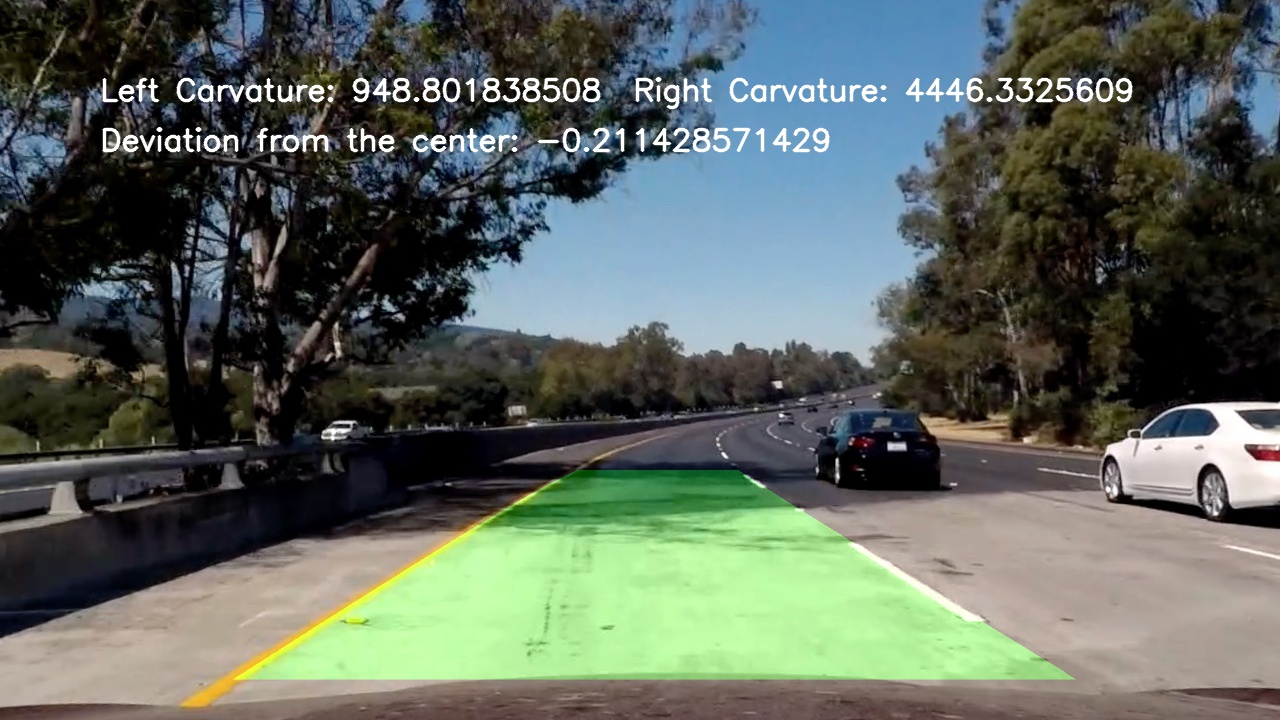 Left Carvature: 948.801838508 Right Carvature: 4446.3325609
Deviation from the center: -0.211428571429